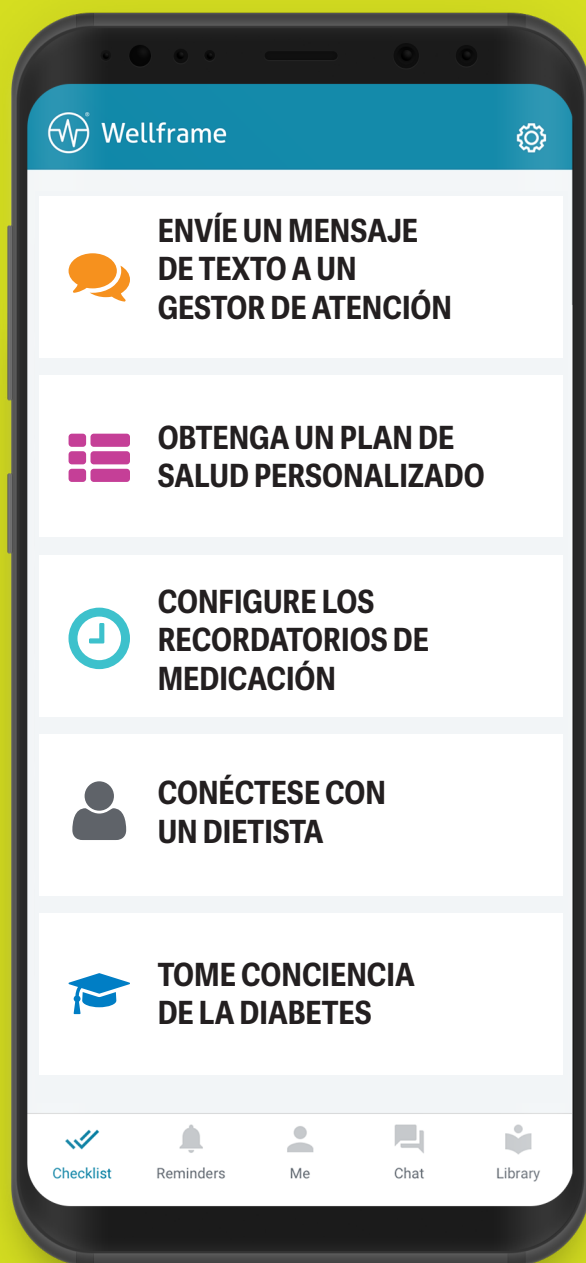 Wellframe
ENVÍE UN MENSAJE
DE TEXTO A UN
GESTOR DE ATENCIÓN
OBTENGA UN PLAN DE
SALUD PERSONALIZADO
CONFIGURE LOS
RECORDATORIOS DE
MEDICACIÓN
CONÉCTESE CON
UN DIETISTA
TOME CONCIENCIA
DE LA DIABETES
Checklist Reminders Me Chat Library